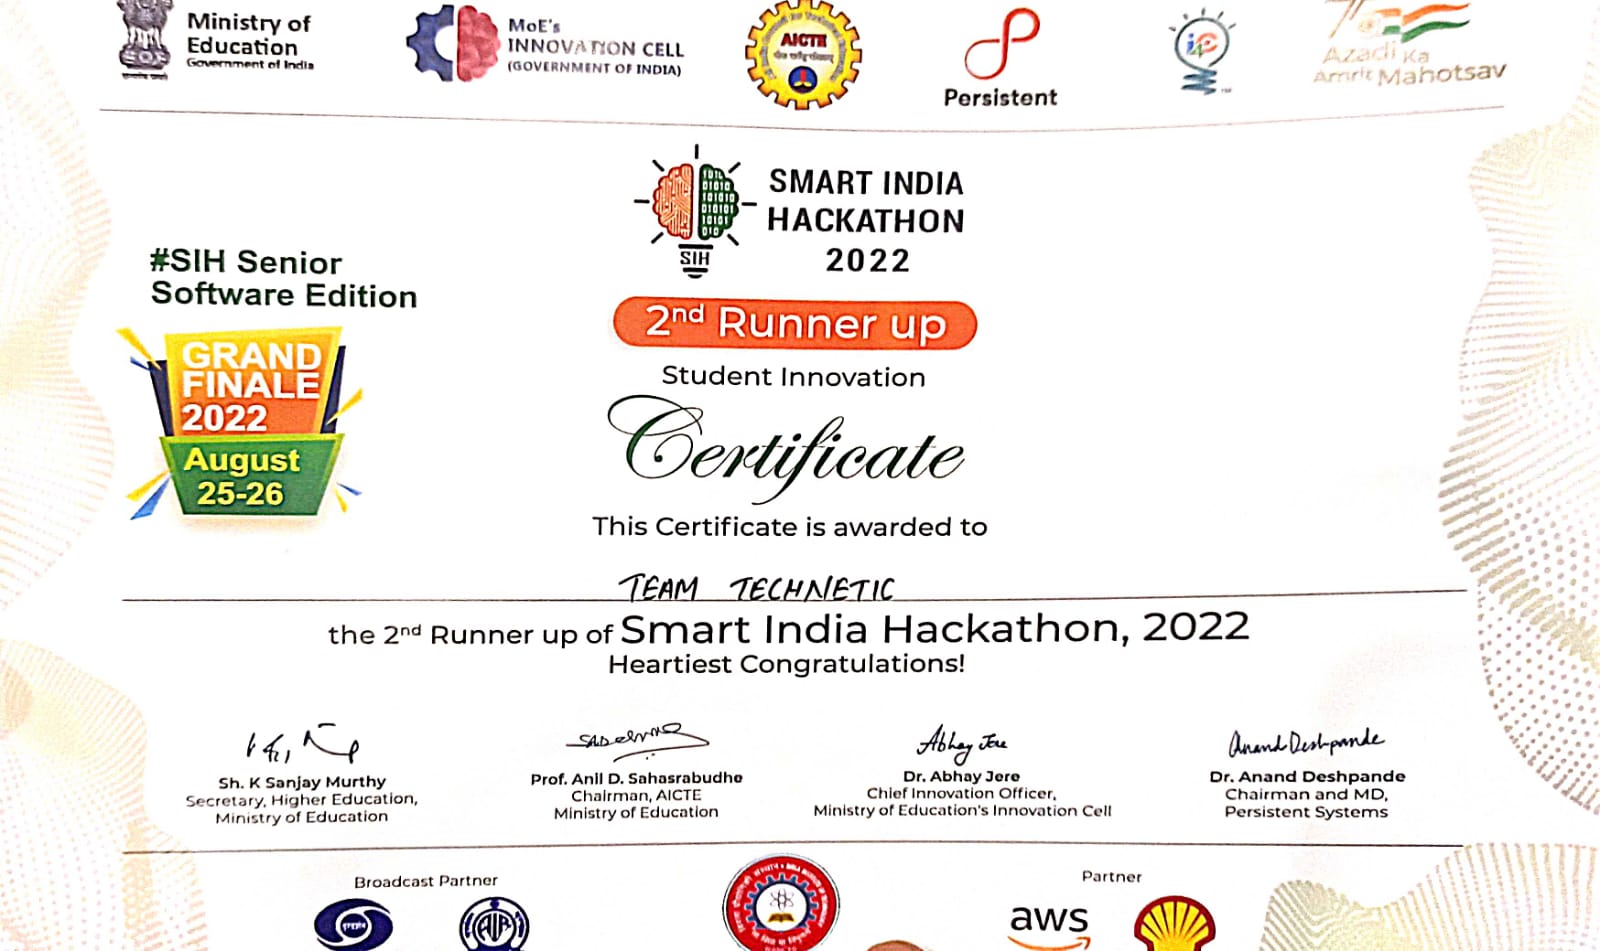 Ministry of
Education
Government of India
MoE's
INNOVATION CELL
(GOVERNMENT OF INDIA)
AICTE
Persistent
Azadi Ka
Amrit Mahotsav
SMART INDIA
HACKATHON
2022
SIH
#SIH Senior
Software Edition
GRAND
FINALE
2022
August
25-26
2nd Runner up
Student Innovation
Certificate
This Certificate is awarded to
TEAM TECHNETIC
the 2nd Runner up of Smart India Hackathon, 2022
Heartiest Congratulations!
Abhay Jere
Anand Deshpande
Sh. K Sanjay Murthy
Secretary, Higher Education,
Ministry of Education
Prof. Anil D. Sahasrabudhe
Chairman, AICTE
Ministry of Education
Dr. Abhay Jere
Chief Innovation Officer,
Ministry of Education's Innovation Cell
Dr. Anand Deshpande
Chairman and MD,
Persistent Systems
Broadcast Partner
Partner
AIR
aws